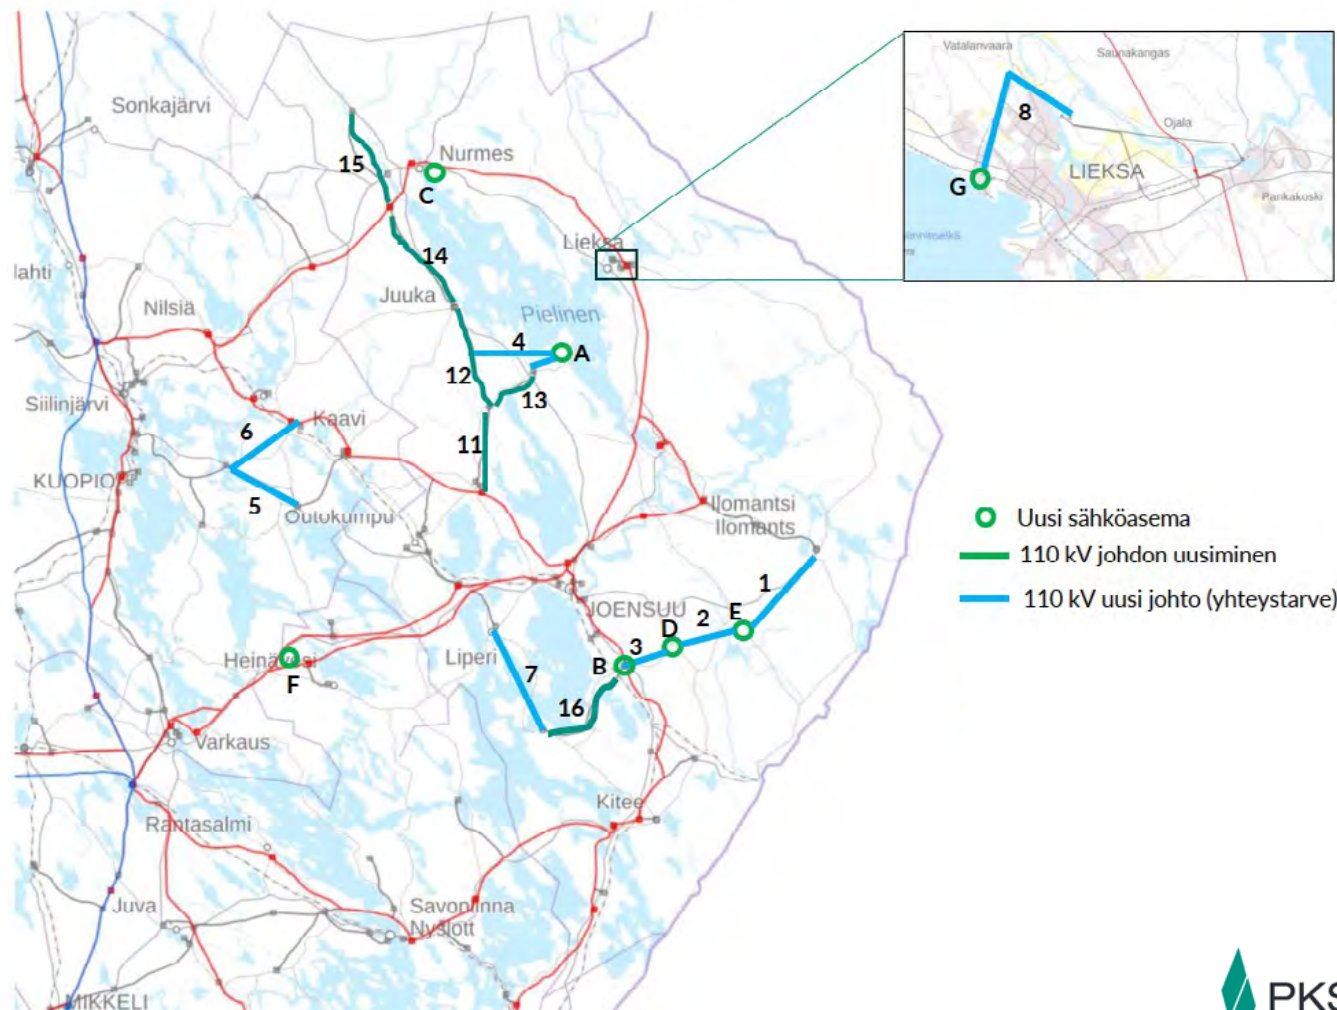 Vatalanvaara
Saunakangas
8
Ojala
LIEKSA
G
Pankakoski
Sonkajärvi
15
Nurmes
C
Lieksa
14
lahti
Nilsiä
Juuka
Pielinen
4
A
12
13
Siilinjärvi
6
Kaavi
11
KUOPIO
5
Outokumpu
Ilomantsi
Ilomants
Uusi sähköasema
110 kV johdon uusiminen
110 kV uusi johto (yhteystarve)
1
JOENSUU
2
E
D
3
B
Liperi
7
Heinävesi
F
16
Varkaus
Kitee
Rantasalmi
Juva
Savonlinna
Nyslott
MIKKELI
PKS